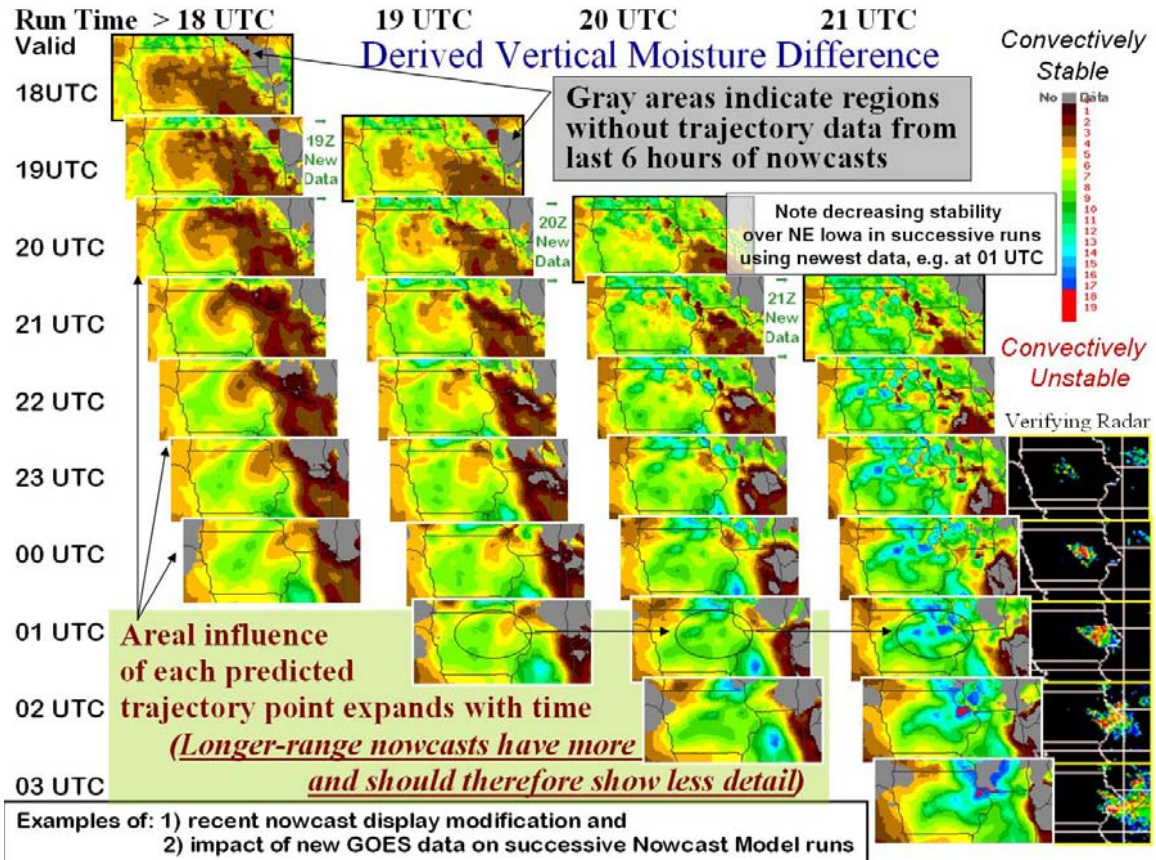 Run Time > 18 UTC 19 UTC 20 UTC 21 UTC
Valid
Derived Vertical Moisture Difference
Convectively
Stable
18UTC
No Data
Gray areas indicate regions
without trajectory data from
last 6 hours of nowcasts
1
2
3
4
5
6
7
8
9
10
11
12
13
14
15
16
17
18
19
19UTC
19Z
New
Data
20 UTC
20Z
New
Data
Note decreasing stability
over NE Iowa in successive runs
using newest data, e.g. at 01 UTC
21 UTC
21Z
New
Data
Convectively
Unstable
22 UTC
Verifying Radar
23 UTC
00 UTC
01 UTC
Areal influence
of each predicted
trajectory point expands with time
(Longer-range nowcasts have more
and should therefore show less detail)
02 UTC
03 UTC
Examples of: 1) recent nowcast display modification and
2) impact of new GOES data on successive Nowcast Model runs